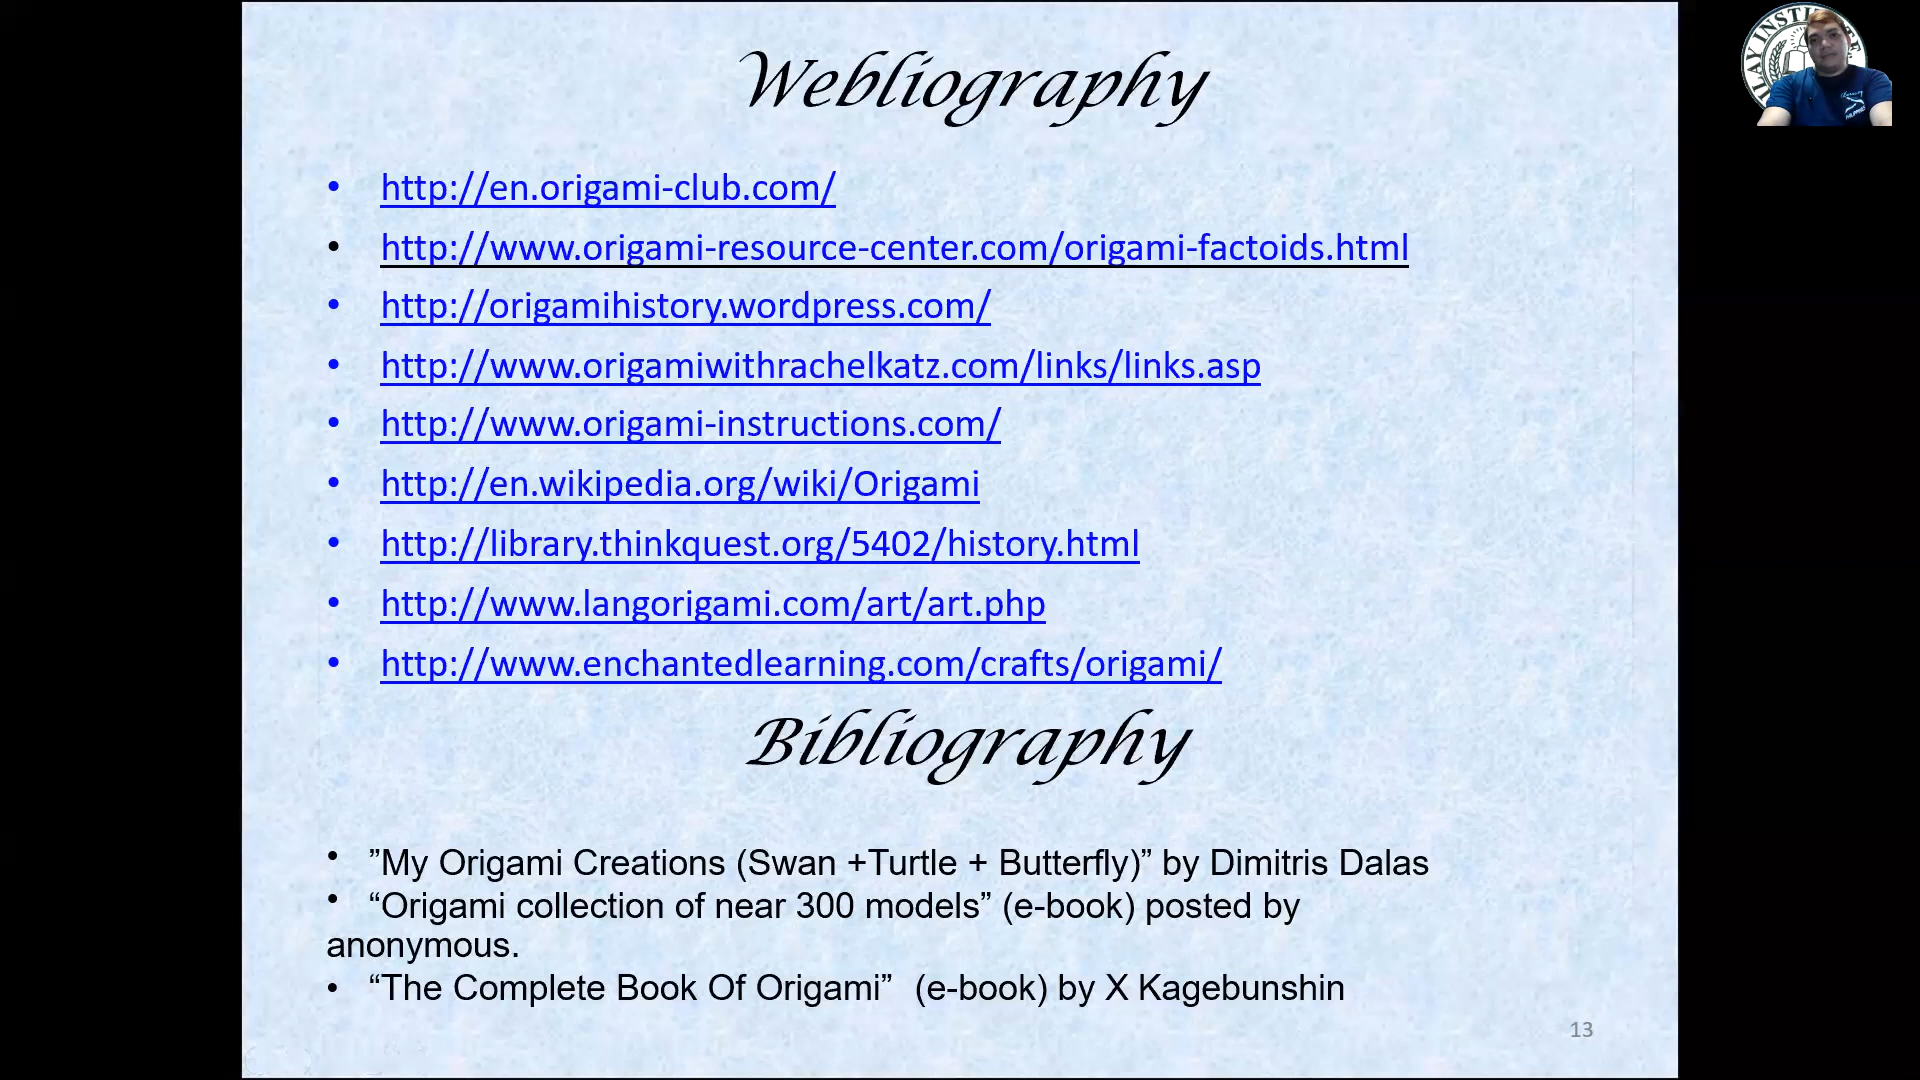 Webliography
• http://en.origami-club.com/
• http://www.origami-resource-center.com/origami-factoids.html
• http://origamihistory.wordpress.com/
• http://www.origamiwithrachelkatz.com/links/links.asp
• http://www.origami-instructions.com/
• http://en.wikipedia.org/wiki/Origami
• http://library.thinkquest.org/5402/history.html
• http://www.langorigami.com/art/art.php
• http://www.enchantedlearning.com/crafts/origami/
Bibliography
• ”My Origami Creations (Swan +Turtle + Butterfly)” by Dimitris Dalas
• “Origami collection of near 300 models” (e-book) posted by
anonymous.
• “The Complete Book Of Origami” (e-book) by X Kagebunshin
13